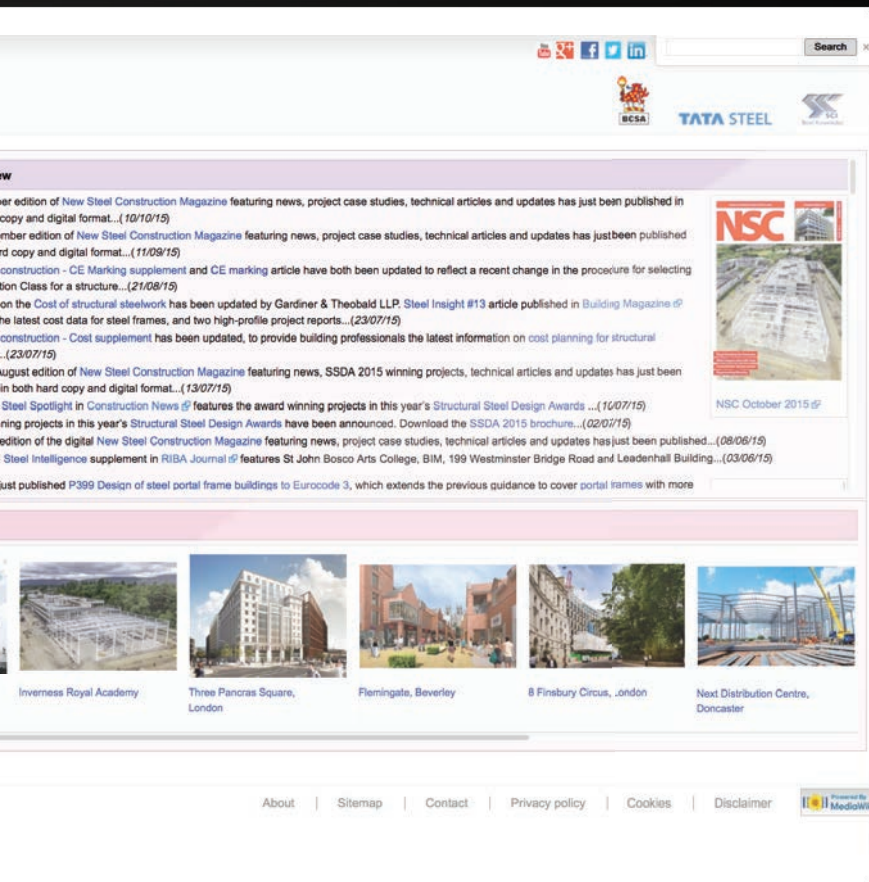 Search
BCSA
TATA STEEL
SCI
ew
er edition of New Steel Construction Magazine featuring news, project case studies, technical articles and updates has just been published in
copy and digital format...(10/10/15)
mber edition of New Steel Construction Magazine featuring news, project case studies, technical articles and updates has just been published
rd copy and digital format...(11/09/15)
construction - CE Marking supplement and CE marking article have both been updated to reflect a recent change in the procedure for selecting
tion Class for a structure...(21/08/15)
on the Cost of structural steelwork has been updated by Gardiner & Theobald LLP. Steel Insight #13 article published in Building Magazine
he latest cost data for steel frames, and two high-profile project reports...(23/07/15)
construction - Cost supplement has been updated, to provide building professionals the latest information on cost planning for structural
..(23/07/15)
August edition of New Steel Construction Magazine featuring news, SSDA 2015 winning projects, technical articles and updates has just been
in both hard copy and digital format...(13/07/15)
Steel Spotlight in Construction News features the award winning projects in this year's Structural Steel Design Awards ...(10/07/15)
ning projects in this year's Structural Steel Design Awards have been announced. Download the SSDA 2015 brochure...(02/07/15)
edition of the digital New Steel Construction Magazine featuring news, project case studies, technical articles and updates has just been published...(08/06/15)
Steel Intelligence supplement in RIBA Journal features St John Bosco Arts College, BIM, 199 Westminster Bridge Road and Leadenhall Building...(03/06/15)
just published P399 Design of steel portal frame buildings to Eurocode 3, which extends the previous guidance to cover portal frames with more
NSC
NSC October 2015
Inverness Royal Academy
Three Pancras Square,
London
Flemingate, Beverley
8 Finsbury Circus, London
Next Distribution Centre,
Doncaster
About | Sitemap | Contact | Privacy policy | Cookies | Disclaimer
Powered By
MediaWi